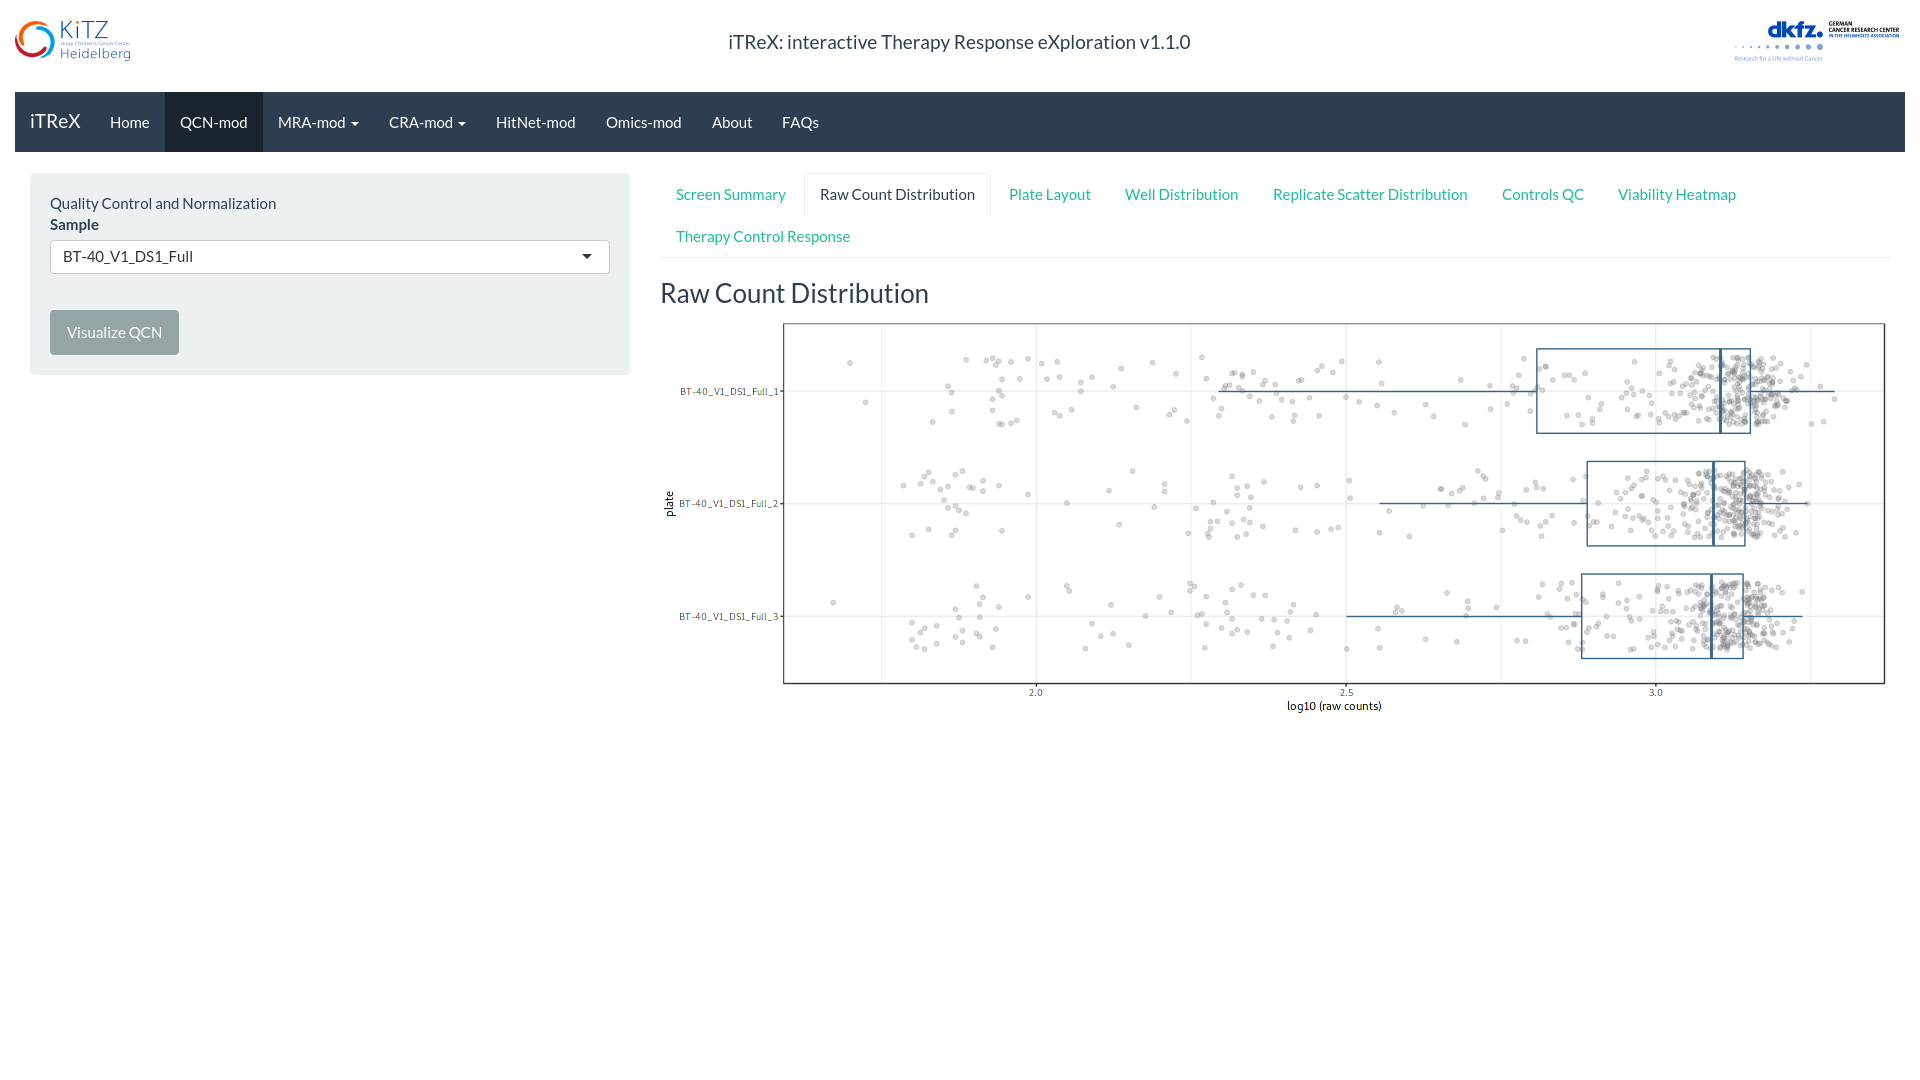 KiTZ
Hopp Children's Cancer Center
Heidelberg
iTReX: interactive Therapy Response eXploration v1.1.0
dkfz.
GERMAN
CANCER RESEARCH CENTER
IN THE HELMHOLTZ ASSOCIATION
Research for a Life without Cancer
iTReX Home QCN-mod MRA-mod CRA-mod HitNet-mod Omics-mod About FAQs
Quality Control and Normalization
Sample
BT-40_V1_DS1_Full
Visualize QCN
Screen Summary Raw Count Distribution Plate Layout Well Distribution Replicate Scatter Distribution Controls QC Viability Heatmap
Therapy Control Response
Raw Count Distribution
plate
BT-40_V1_DS1_Full_1
BT-40_V1_DS1_Full_2
BT-40_V1_DS1_Full_3
2.0 2.5 3.0
log10 (raw counts)